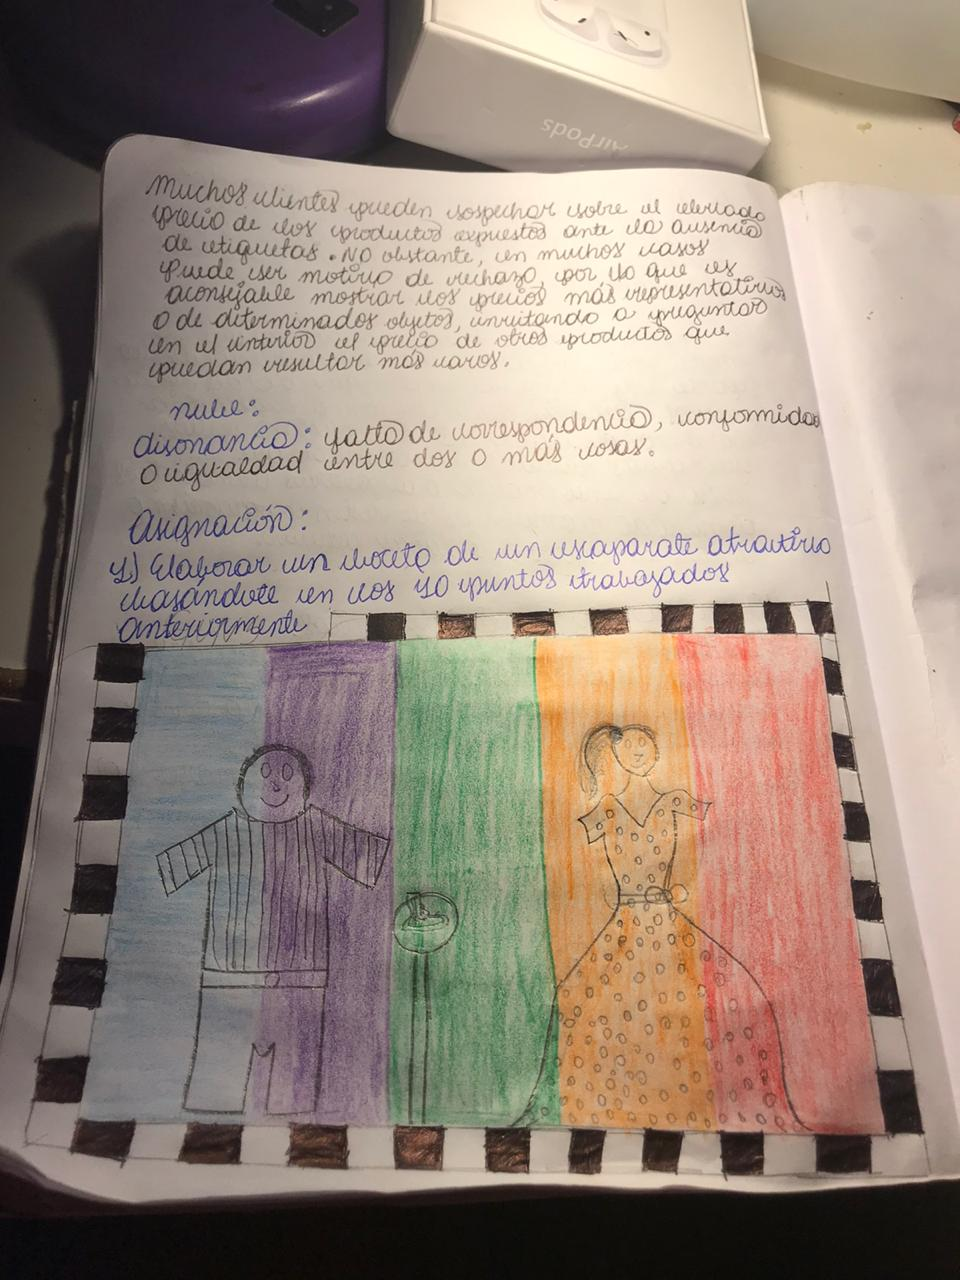 AirPods
Muchos clientes pueden sospechar sobre el elevado
precio de los productos expuestos ante la ausencia
de etiquetas. No obstante, en muchos casos
puede ser motivo de rechazo, por lo que es
aconsejable mostrar los precios más representativos
o de determinados objetos, invitando a preguntar
en el interior el precio de otros productos que
puedan resultar más caros.
nube:
disonancia: falta de correspondencia, conformidad
o igualdad entre dos o más cosas.
Asignación:
1) Elaborar un boceto de un escaparate atractivo
basándote en los 10 puntos trabajados
anteriormente